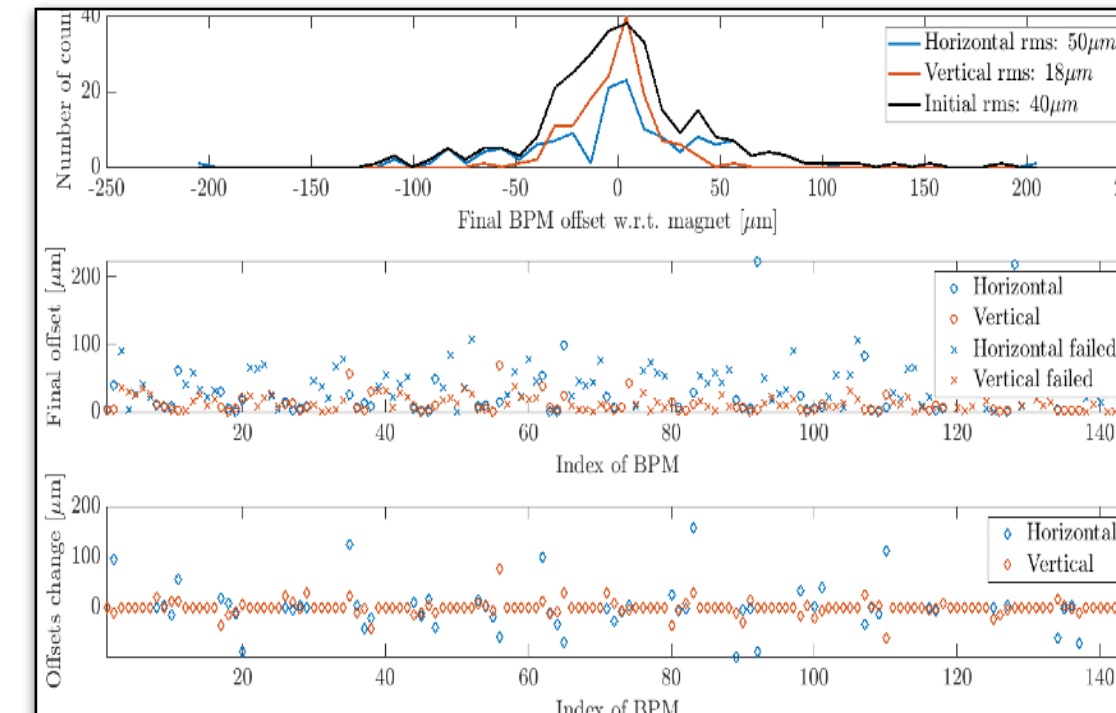 Number of coun
40
20
0
-250 -200 -150 -100 -50 0 50 100 150 200
Final BPM offset w.r.t. magnet [μm]
Horizontal rms: 50μm
Vertical rms: 18μm
Initial rms: 40μm
Final offset [μm]
200
100
0
20 40 60 80 100 120 140
Index of BPM
Horizontal
Vertical
Horizontal failed
Vertical failed
Offsets change [μm]
200
100
0
20 40 60 80 100 120 140
Index of BPM
Horizontal
Vertical